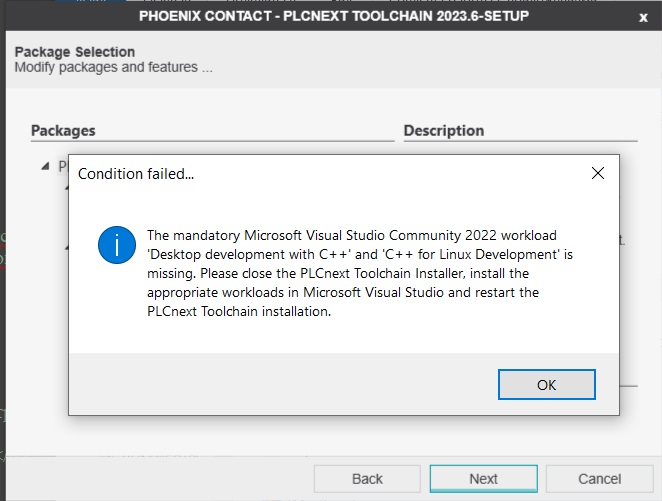 PHOENIX CONTACT - PLCNEXT TOOLCHAIN 2023.6-SETUP x
Package Selection
Modify packages and features ...
Packages Description
Condition failed...
The mandatory Microsoft Visual Studio Community 2022 workload
'Desktop development with C++' and 'C++ for Linux Development' is
missing. Please close the PLCnext Toolchain Installer, install the
appropriate workloads in Microsoft Visual Studio and restart the
PLCnext Toolchain installation.
OK
Back Next Cancel